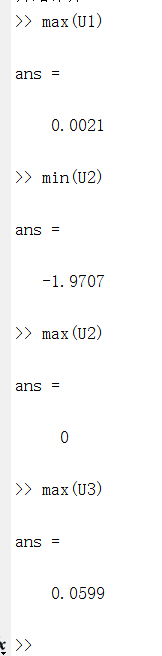 >> max(U1)
ans =
0.0021
>> min(U2)
ans =
-1.9707
>> max(U2)
ans =
0
>> max(U3)
ans =
0.0599
>>